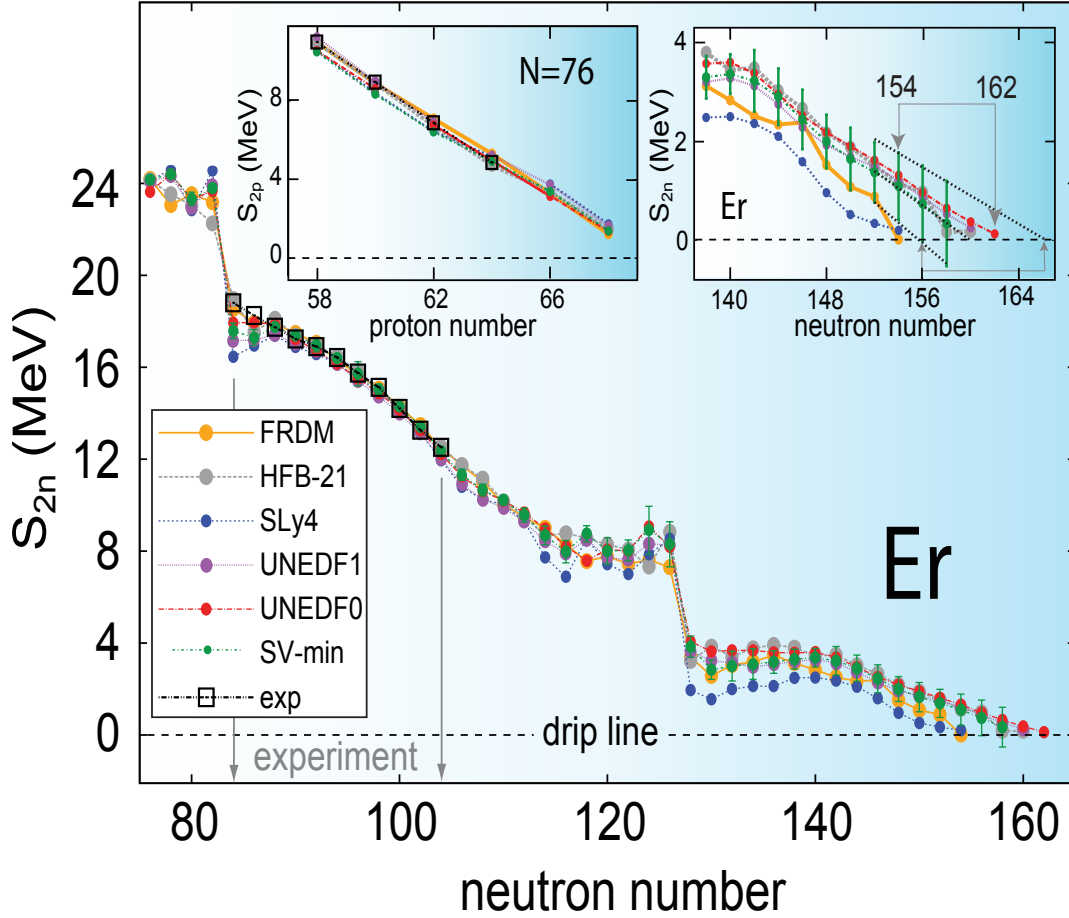 S2n (MeV)
24
20
16
12
8
4
0
80
100
120
140
160
neutron number
FRDM
HFB-21
SLy4
UNEDF1
UNEDF0
SV-min
exp
experiment
drip line
Er
S2p (MeV)
8
4
0
58
62
66
proton number
N=76
S2n (MeV)
4
2
0
140
148
156
164
neutron number
Er
154
162